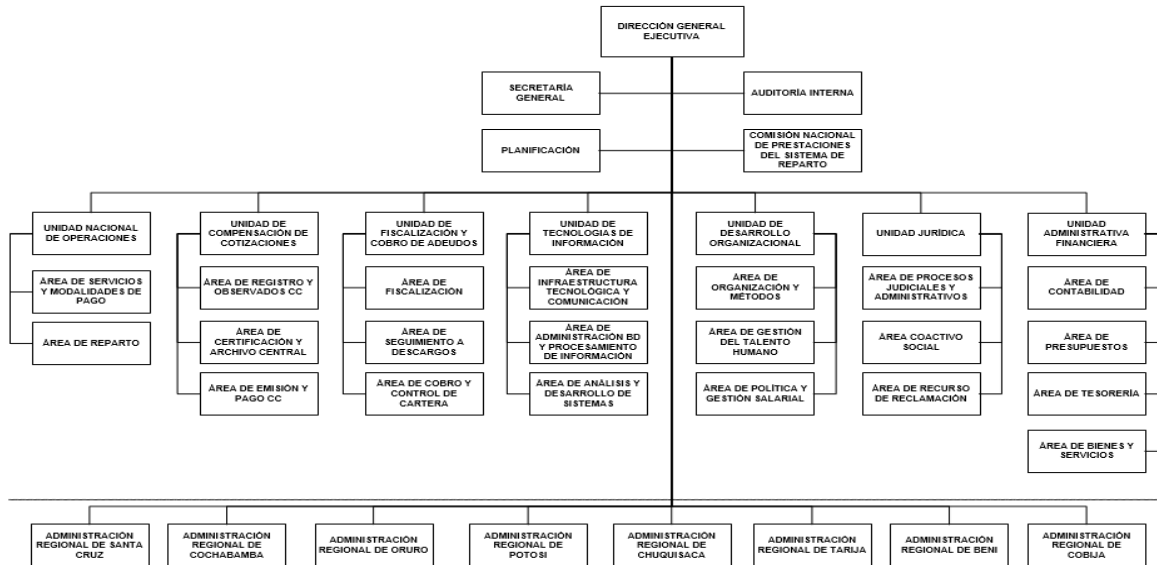 DIRECCIÓN GENERAL
EJECUTIVA
SECRETARÍA
GENERAL
AUDITORÍA INTERNA
PLANIFICACIÓN
COMISIÓN NACIONAL
DE PRESTACIONES
DEL SISTEMA DE
REPARTO
UNIDAD NACIONAL
DE OPERACIONES
UNIDAD DE
COMPENSACIÓN DE
COTIZACIONES
UNIDAD DE
FISCALIZACIÓN Y
COBRO DE ADEUDOS
UNIDAD DE
TECNOLOGÍAS DE
INFORMACIÓN
UNIDAD DE
DESARROLLO
ORGANIZACIONAL
UNIDAD JURÍDICA
UNIDAD
ADMINISTRATIVA
FINANCIERA
ÁREA DE SERVICIOS
Y MODALIDADES DE
PAGO
ÁREA DE REGISTRO Y
OBSERVADOS CC
ÁREA DE
FISCALIZACIÓN
ÁREA DE
INFRAESTRUCTURA
TECNOLÓGICA Y
COMUNICACIÓN
ÁREA DE
ORGANIZACIÓN Y
MÉTODOS
ÁREA DE PROCESOS
JUDICIALES Y
ADMINISTRATIVOS
ÁREA DE
CONTABILIDAD
ÁREA DE REPARTO
ÁREA DE
CERTIFICACIÓN Y
ARCHIVO CENTRAL
ÁREA DE
SEGUIMIENTO A
DESCARGOS
ÁREA DE
ADMINISTRACIÓN BD
Y PROCESAMIENTO
DE INFORMACIÓN
ÁREA DE GESTIÓN
DEL TALENTO
HUMANO
ÁREA COACTIVO
SOCIAL
ÁREA DE
PRESUPUESTOS
ÁREA DE EMISIÓN Y
PAGO CC
ÁREA DE COBRO Y
CONTROL DE
CARTERA
ÁREA DE ANÁLISIS Y
DESARROLLO DE
SISTEMAS
ÁREA DE POLÍTICA Y
GESTIÓN SALARIAL
ÁREA DE RECURSO
DE RECLAMACIÓN
ÁREA DE TESORERÍA
ÁREA DE BIENES Y
SERVICIOS
ADMINISTRACIÓN
REGIONAL DE SANTA
CRUZ
ADMINISTRACIÓN
REGIONAL DE
COCHABAMBA
ADMINISTRACIÓN
REGIONAL DE ORURO
ADMINISTRACIÓN
REGIONAL DE
POTOSI
ADMINISTRACIÓN
REGIONAL DE
CHUQUISACA
ADMINISTRACIÓN
REGIONAL DE TARIJA
ADMINISTRACIÓN
REGIONAL DE BENI
ADMINISTRACIÓN
REGIONAL DE
COBIJA